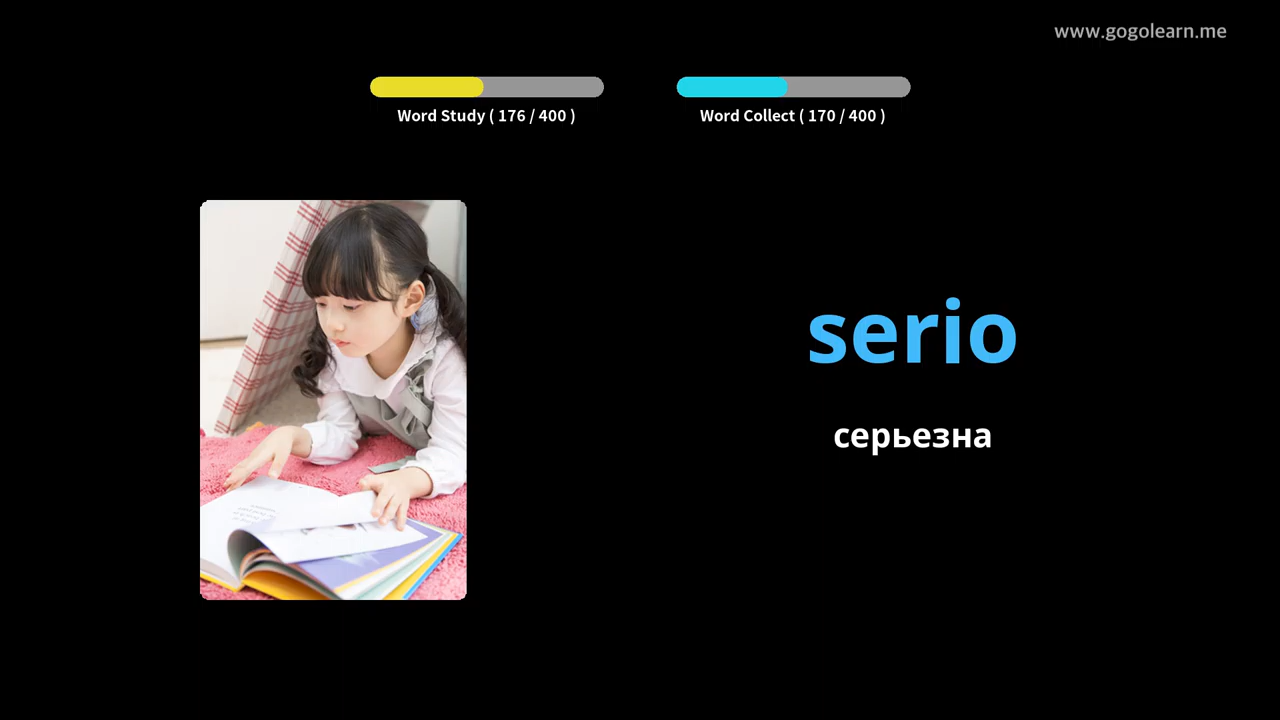 www.gogolearn.me
Word Study ( 176 / 400 )
Word Collect ( 170 / 400 )
serio
серьезна